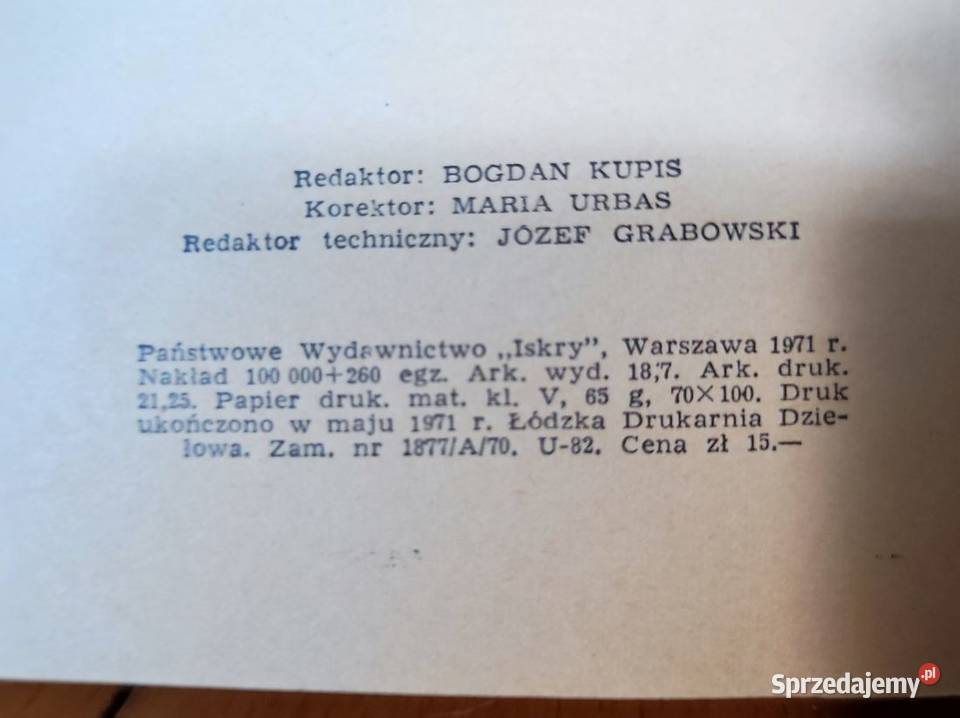 Redaktor: BOGDAN KUPIS
Korektor: MARIA URBAS
Redaktor techniczny: JÓZEF GRABOWSKI
Państwowe Wydawnictwo „Iskry”, Warszawa 1971 r.
Nakład 100 000+260 egz. Ark. wyd. 18,7. Ark. druk.
21,25. Papier druk. mat. kl. V, 65 g, 70×100. Druk
ukończono w maju 1971 r. Łódzka Drukarnia Dzie-
łowa. Zam. nr 1877/A/70. U-82. Cena zł 15.—
Sprzedajemy.pl